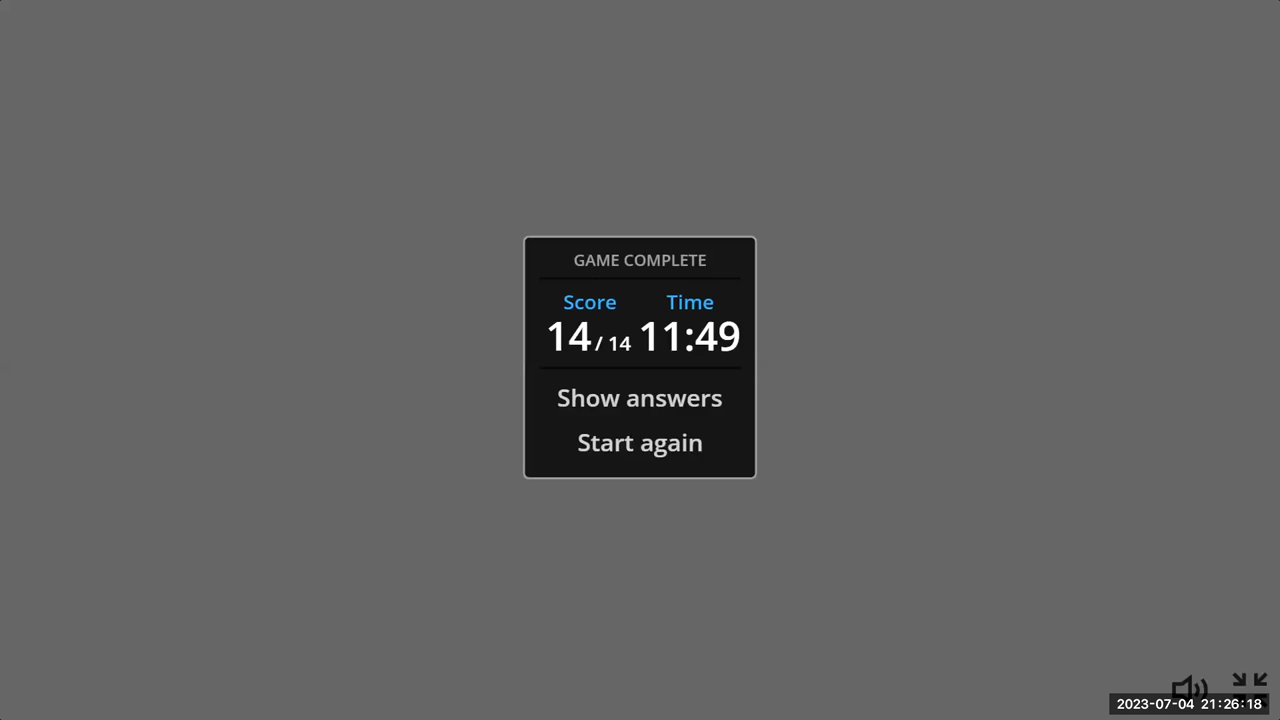 GAME COMPLETE
Score Time
14 / 14 11:49
Show answers
Start again
2023-07-04 21:26:18